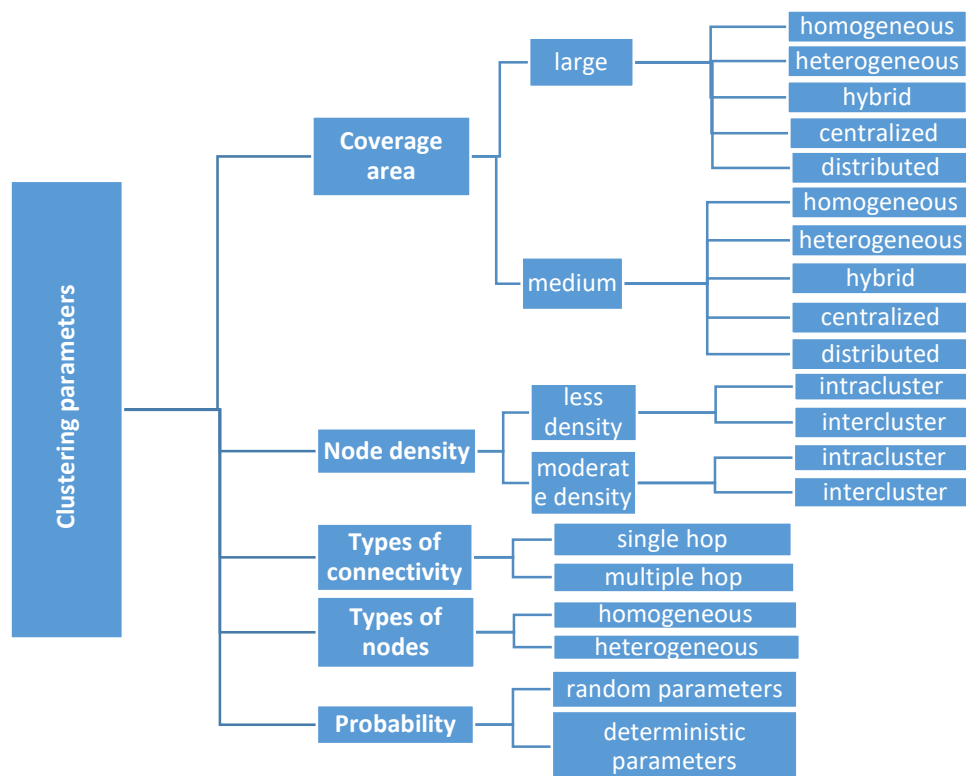 Clustering parameters
Coverage
area
large
homogeneous
heterogeneous
hybrid
centralized
distributed
medium
homogeneous
heterogeneous
hybrid
centralized
distributed
Node density
less
density
intracluster
intercluster
moderat
e density
intracluster
intercluster
Types of
connectivity
single hop
multiple hop
Types of
nodes
homogeneous
heterogeneous
Probability
random parameters
deterministic
parameters